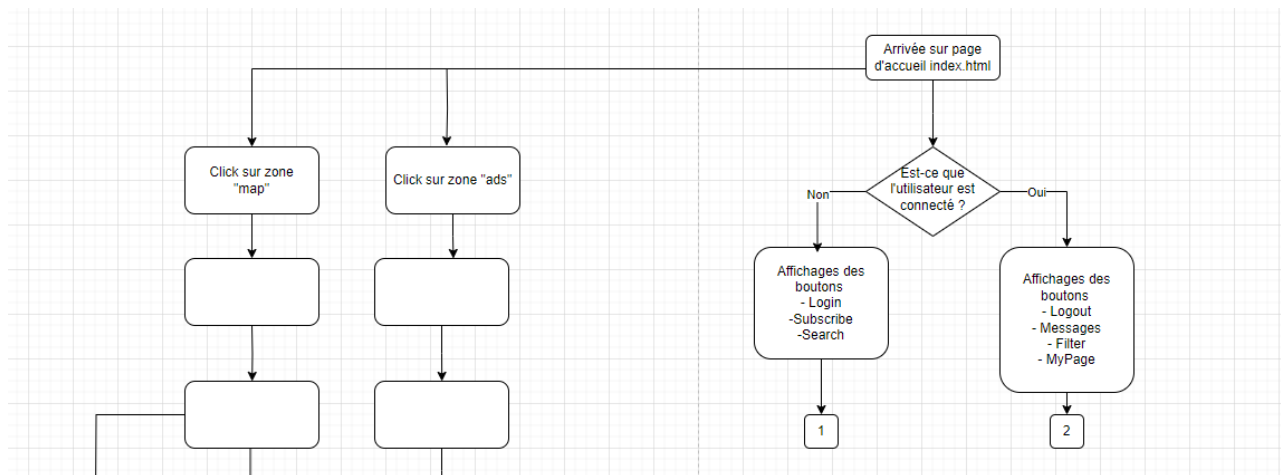 Arrivée sur page
d'accueil index.html
Click sur zone
"map"
Click sur zone "ads"
Est-ce que
l'utilisateur est
connecté ?
Non
Oui
Affichages des
boutons
- Login
-Subscribe
-Search
Affichages des
boutons
- Logout
- Messages
- Filter
- MyPage
1
2